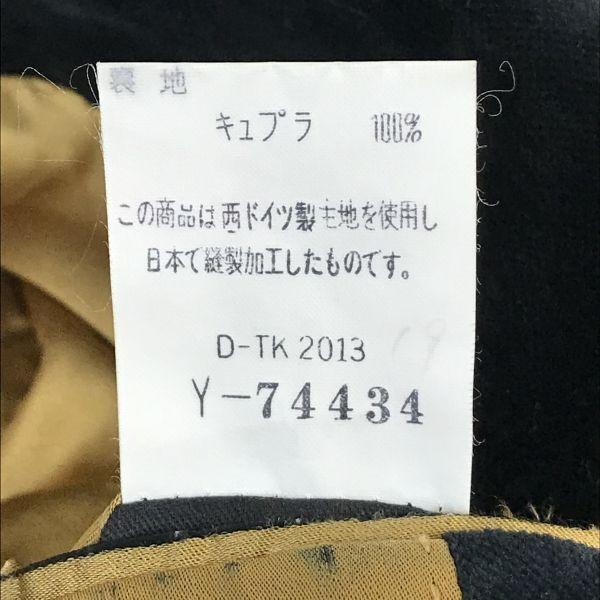 裏地
キュプラ 100%
この商品は西ドイツ製生地を使用し
日本で縫製加工したものです。
D-TK 2013
Y-74434